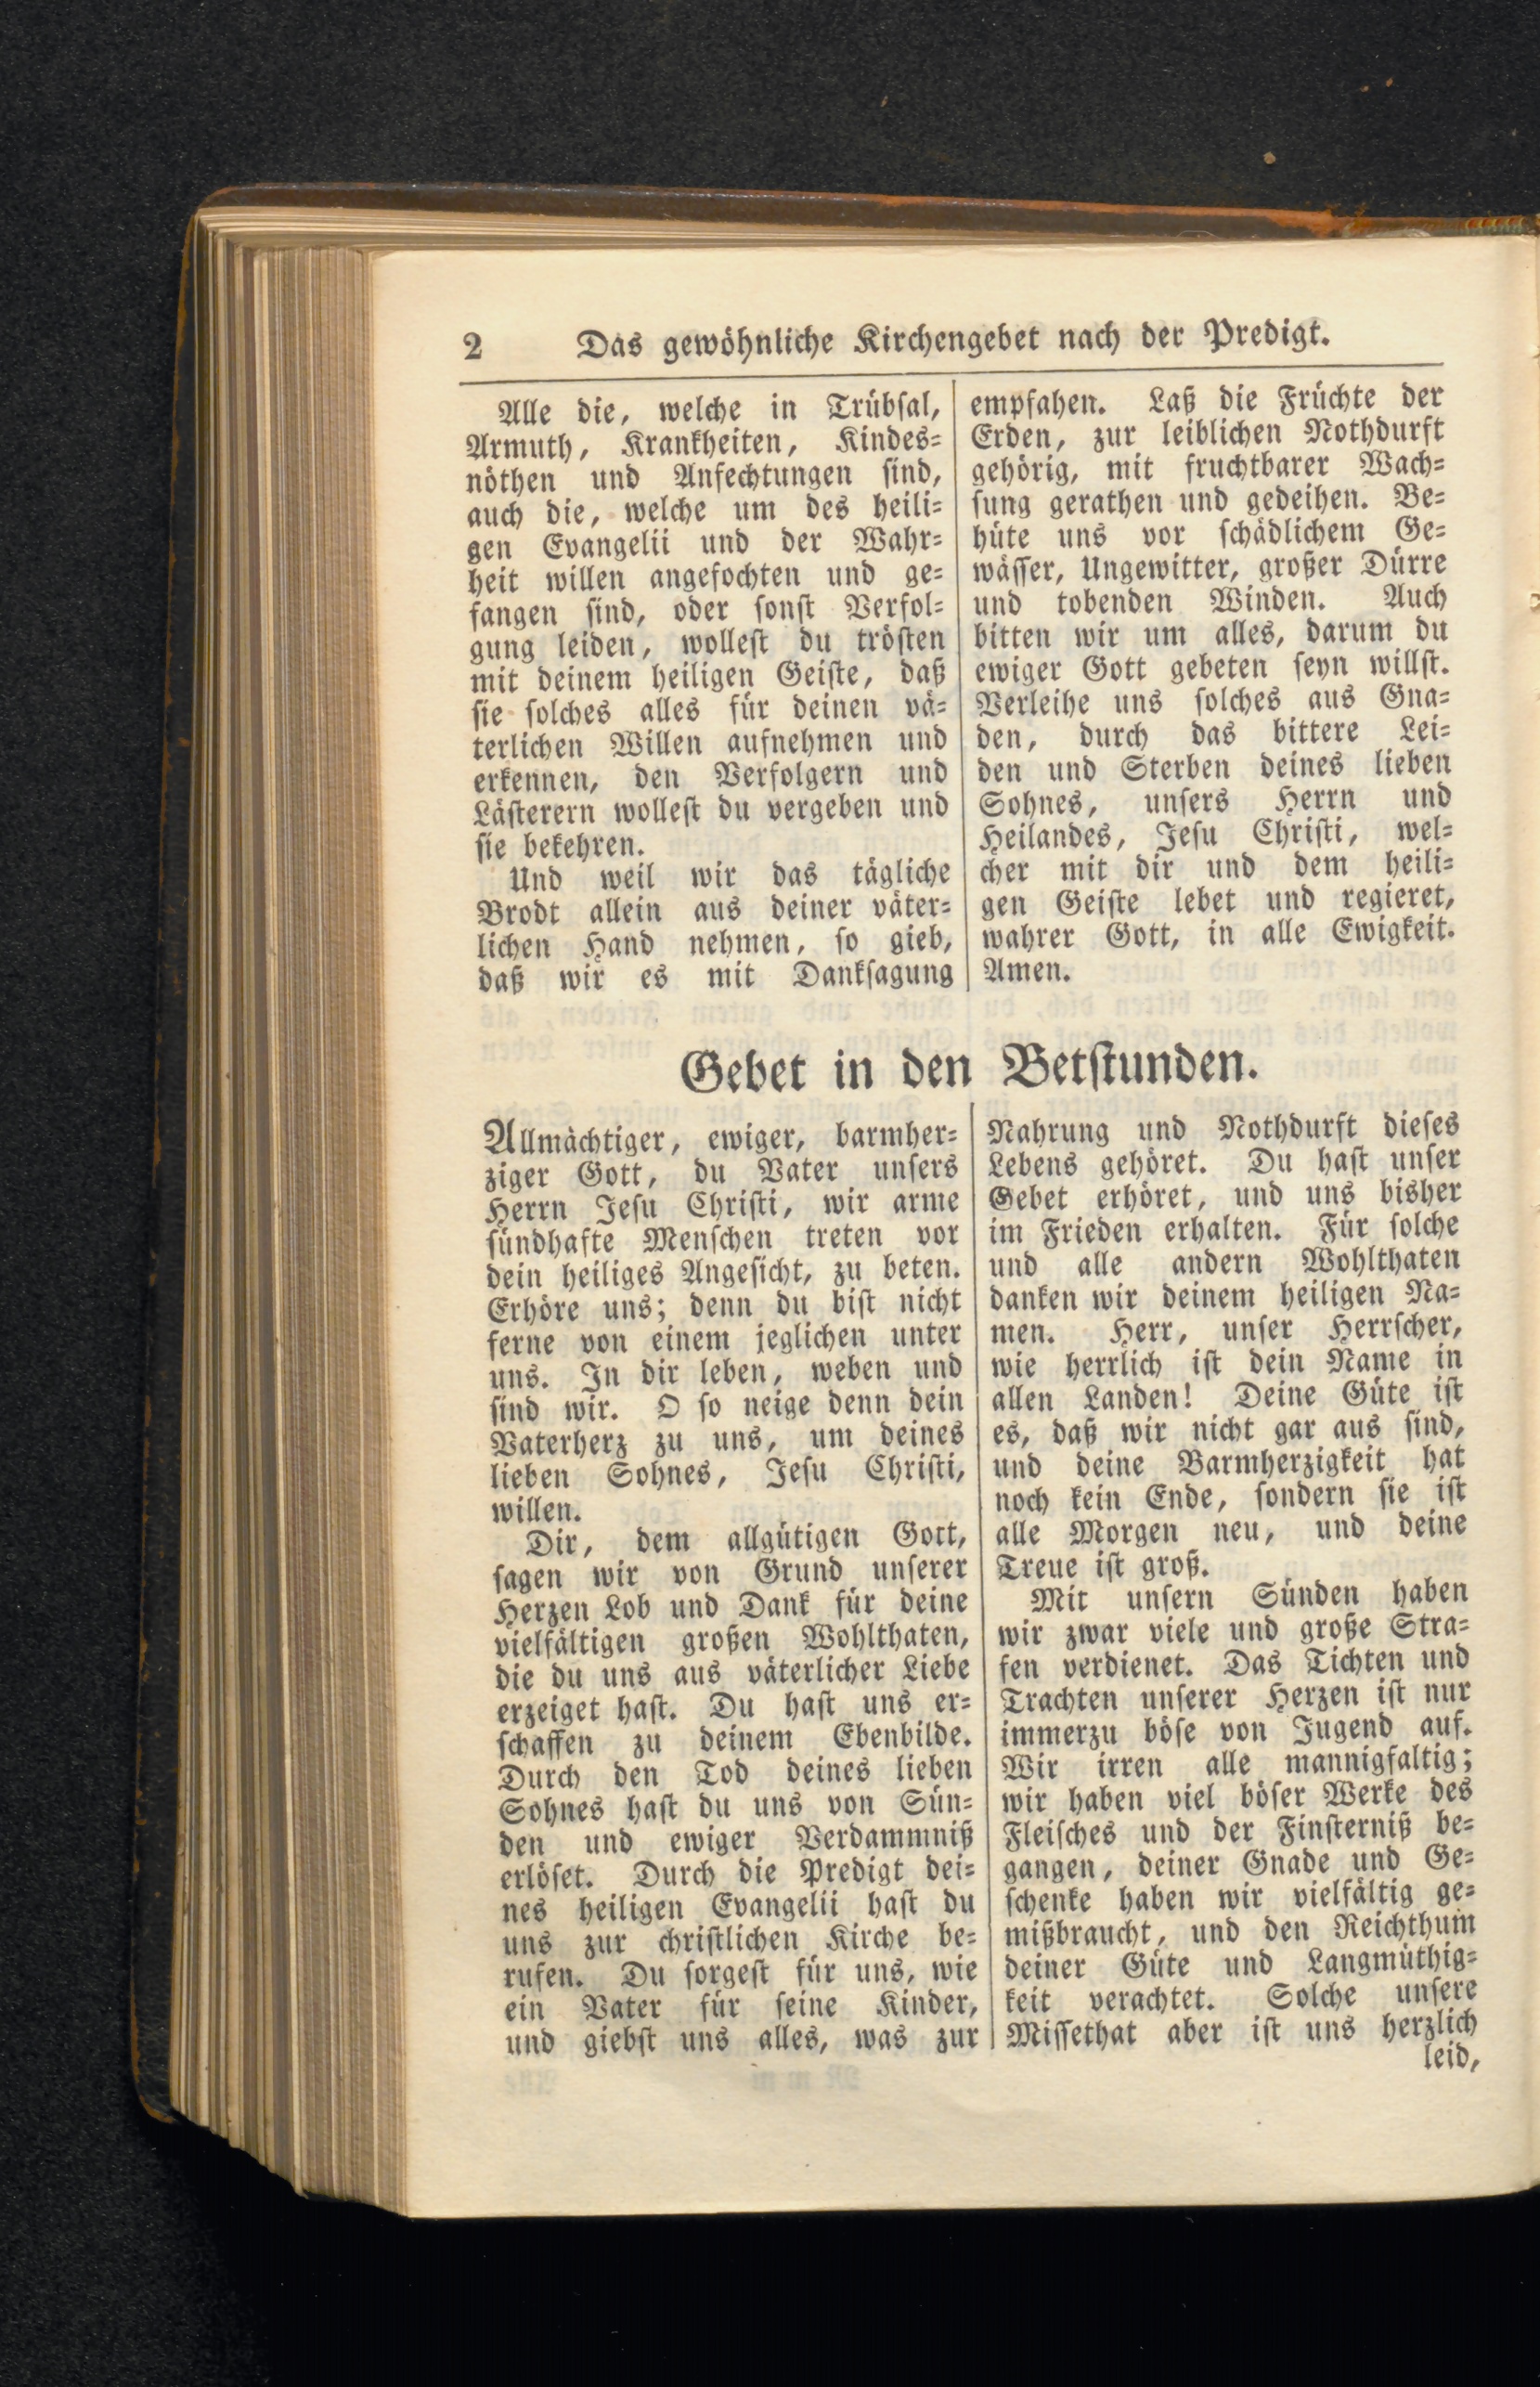 2 Das gewöhnliche Kirchengebet nach der Predigt.
Alle die, welche in Trübſal,
Armuth, Krankheiten, Kindes⸗
nöthen und Anfechtungen ſind,
auch die, welche um des heili⸗
gen Evangelii und der Wahr⸗
heit willen angefochten und ge⸗
fangen ſind, oder ſonſt Verfol⸗
gung leiden, wolleſt du tröſten
mit deinem heiligen Geiſte, daß
ſie ſolches alles für deinen vä⸗
terlichen Willen aufnehmen und
erkennen, den Verfolgern und
Läſterern wolleſt du vergeben und
ſie bekehren.
Und weil wir das tägliche
Brodt allein aus deiner väter⸗
lichen Hand nehmen, ſo gieb,
daß wir es mit Dankſagung
empfahen. Laß die Früchte der
Erden, zur leiblichen Nothdurft
gehörig, mit fruchtbarer Wach⸗
ſung gerathen und gedeihen. Be⸗
hüte uns vor ſchädlichem Ge⸗
wäſſer, Ungewitter, großer Dürre
und tobenden Winden. Auch
bitten wir um alles, darum du
ewiger Gott gebeten ſeyn willſt.
Verleihe uns ſolches aus Gna⸗
den, durch das bittere Lei⸗
den und Sterben deines lieben
Sohnes, unſers Herrn und
Heilandes, Jeſu Chriſti, wel⸗
cher mit dir und dem heili⸗
gen Geiſte lebet und regieret,
wahrer Gott, in alle Ewigkeit.
Amen.
Gebet in den Betſtunden.
Allmächtiger, ewiger, barmher⸗
ziger Gott, du Vater unſers
Herrn Jeſu Chriſti, wir arme
ſündhafte Menſchen treten vor
dein heiliges Angeſicht, zu beten.
Erhöre uns; denn du biſt nicht
ferne von einem jeglichen unter
uns. In dir leben, weben und
ſind wir. O ſo neige denn dein
Vaterherz zu uns, um deines
lieben Sohnes, Jeſu Chriſti,
willen.
Dir, dem allgütigen Gott,
ſagen wir von Grund unſerer
Herzen Lob und Dank für deine
vielfältigen großen Wohlthaten,
die du uns aus väterlicher Liebe
erzeiget haſt. Du haſt uns er⸗
ſchaffen zu deinem Ebenbilde.
Durch den Tod deines lieben
Sohnes haſt du uns von Sün⸗
den und ewiger Verdammniß
erlöſet. Durch die Predigt dei⸗
nes heiligen Evangelii haſt du
uns zur chriſtlichen Kirche be⸗
rufen. Du ſorgeſt für uns, wie
ein Vater für ſeine Kinder,
und giebſt uns alles, was zur
Nahrung und Nothdurft dieſes
Lebens gehöret. Du haſt unſer
Gebet erhöret, und uns bisher
im Frieden erhalten. Für ſolche
und alle andern Wohlthaten
danken wir deinem heiligen Na⸗
men. Herr, unſer Herrſcher,
wie herrlich iſt dein Name in
allen Landen! Deine Güte iſt
es, daß wir nicht gar aus ſind,
und deine Barmherzigkeit hat
noch kein Ende, ſondern ſie iſt
alle Morgen neu, und deine
Treue iſt groß.
Mit unſern Sünden haben
wir zwar viele und große Stra⸗
fen verdienet. Das Tichten und
Trachten unſerer Herzen iſt nur
immerzu böſe von Jugend auf.
Wir irren alle mannigfaltig;
wir haben viel böſer Werke des
Fleiſches und der Finſterniß be⸗
gangen, deiner Gnade und Ge⸗
ſchenke haben wir vielfältig ge⸗
mißbraucht, und den Reichthum
deiner Güte und Langmüthig⸗
keit verachtet. Solche unſere
Miſſethat aber iſt uns herzlich
leid,